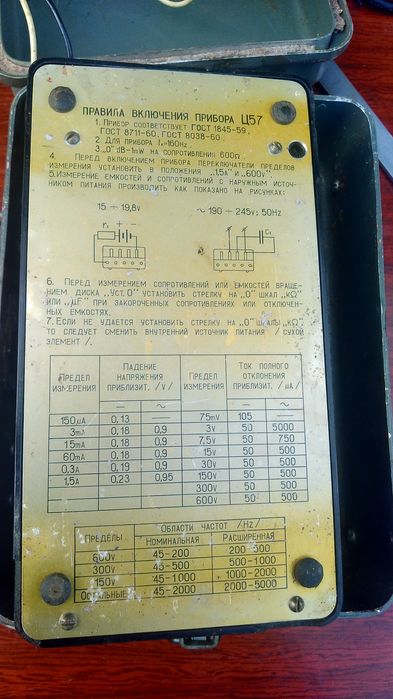 ПРАВИЛА ВКЛЮЧЕНИЯ ПРИБОРА Ц57
1. ПРИБОР СООТВЕТСТВУЕТ ГОСТ 1845-59,
ГОСТ 8711-60, ГОСТ 8038-60.
2. ДЛЯ ПРИБОРА 160Hz,
3. „0" dB-1mW НА СОПРОТИВЛЕНИИ 600Ω
4. ПЕРЕД ВКЛЮЧЕНИЕМ ПРИБОРА ПЕРЕКЛЮЧАТЕЛИ ПРЕДЕЛОВ
ИЗМЕРЕНИЯ УСТАНОВИТЬ В ПОЛОЖЕНИЯ „1,5А" И „600V".
5. ИЗМЕРЕНИЕ ЕМКОСТЕЙ И СОПРОТИВЛЕНИЙ С НАРУЖНЫМ ИСТОЧ-
НИКОМ ПИТАНИЯ ПРОИЗВОДИТЬ КАК ПОКАЗАНО НА РИСУНКАХ:
15 ÷ 19,8V ~ 190 ÷ 245V; 50Hz
rx + - Cx
6. ПЕРЕД ИЗМЕРЕНИЕМ СОПРОТИВЛЕНИЙ ИЛИ ЕМКОСТЕЙ ВРАЩЕ-
НИЕМ ДИСКА „УСТ. 0" УСТАНОВИТЬ СТРЕЛКУ НА „0" ШКАЛ „КΩ"
ИЛИ „µF" ПРИ ЗАКОРОЧЕННЫХ СОПРОТИВЛЕНИЯХ ИЛИ ОТКЛЮЧЕН-
НЫХ ЕМКОСТЯХ.
7. ЕСЛИ НЕ УДАЕТСЯ УСТАНОВИТЬ СТРЕЛКУ НА „0" ШКАЛЫ „КΩ",
ТО СЛЕДУЕТ СМЕНИТЬ ВНУТРЕННИЙ ИСТОЧНИК ПИТАНИЯ / СУХОЙ
ЭЛЕМЕНТ /.
ПРЕДЕЛ ИЗМЕРЕНИЯ ПАДЕНИЕ НАПРЯЖЕНИЯ ПРИБЛИЗИТ. /V/ ПРЕДЕЛ ИЗМЕРЕНИЯ ТОК ПОЛНОГО ОТКЛОНЕНИЯ ПРИБЛИЗИТ. /µA/
— ~ — ~
150µA 0,13 — 75mV 105 —
3mA 0,18 0,9 3V 50 5000
15mA 0,18 0,9 7,5V 50 750
60mA 0,18 0,9 15V 50 500
0,3A 0,19 0,9 30V 50 500
1,5A 0,23 0,95 150V 50 500
300V 50 500
600V 50 500
ПРЕДЕЛЫ ОБЛАСТИ ЧАСТОТ /Hz/
НОМИНАЛЬНАЯ РАСШИРЕННАЯ
600V 45-200 200-500
300V 45-500 500-1000
150V 45-1000 1000-2000
ОСТАЛЬНЫЕ 45-2000 2000-5000